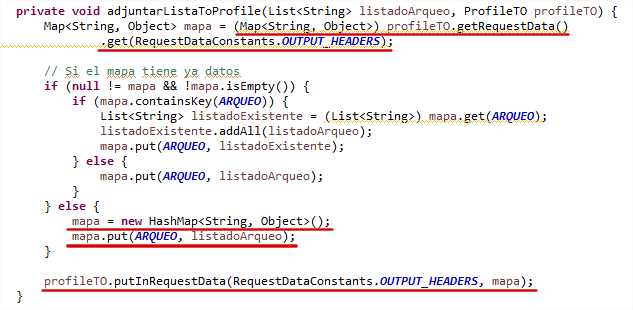 private void adjuntarListaToProfile(List<String> listadoArqueo, ProfileTO profileTO) {
Map<String, Object> mapa = (Map<String, Object>) profileTO.getRequestData()
.get(RequestDataConstants.OUTPUT_HEADERS);
// Si el mapa tiene ya datos
if (null != mapa && !mapa.isEmpty()) {
if (mapa.containsKey(ARQUEO)) {
List<String> listadoExistente = (List<String>) mapa.get(ARQUEO);
listadoExistente.addAll(listadoArqueo);
mapa.put(ARQUEO, listadoExistente);
} else {
mapa.put(ARQUEO, listadoArqueo);
}
} else {
mapa = new HashMap<String, Object>();
mapa.put(ARQUEO, listadoArqueo);
}
profileTO.putInRequestData(RequestDataConstants.OUTPUT_HEADERS, mapa);
}